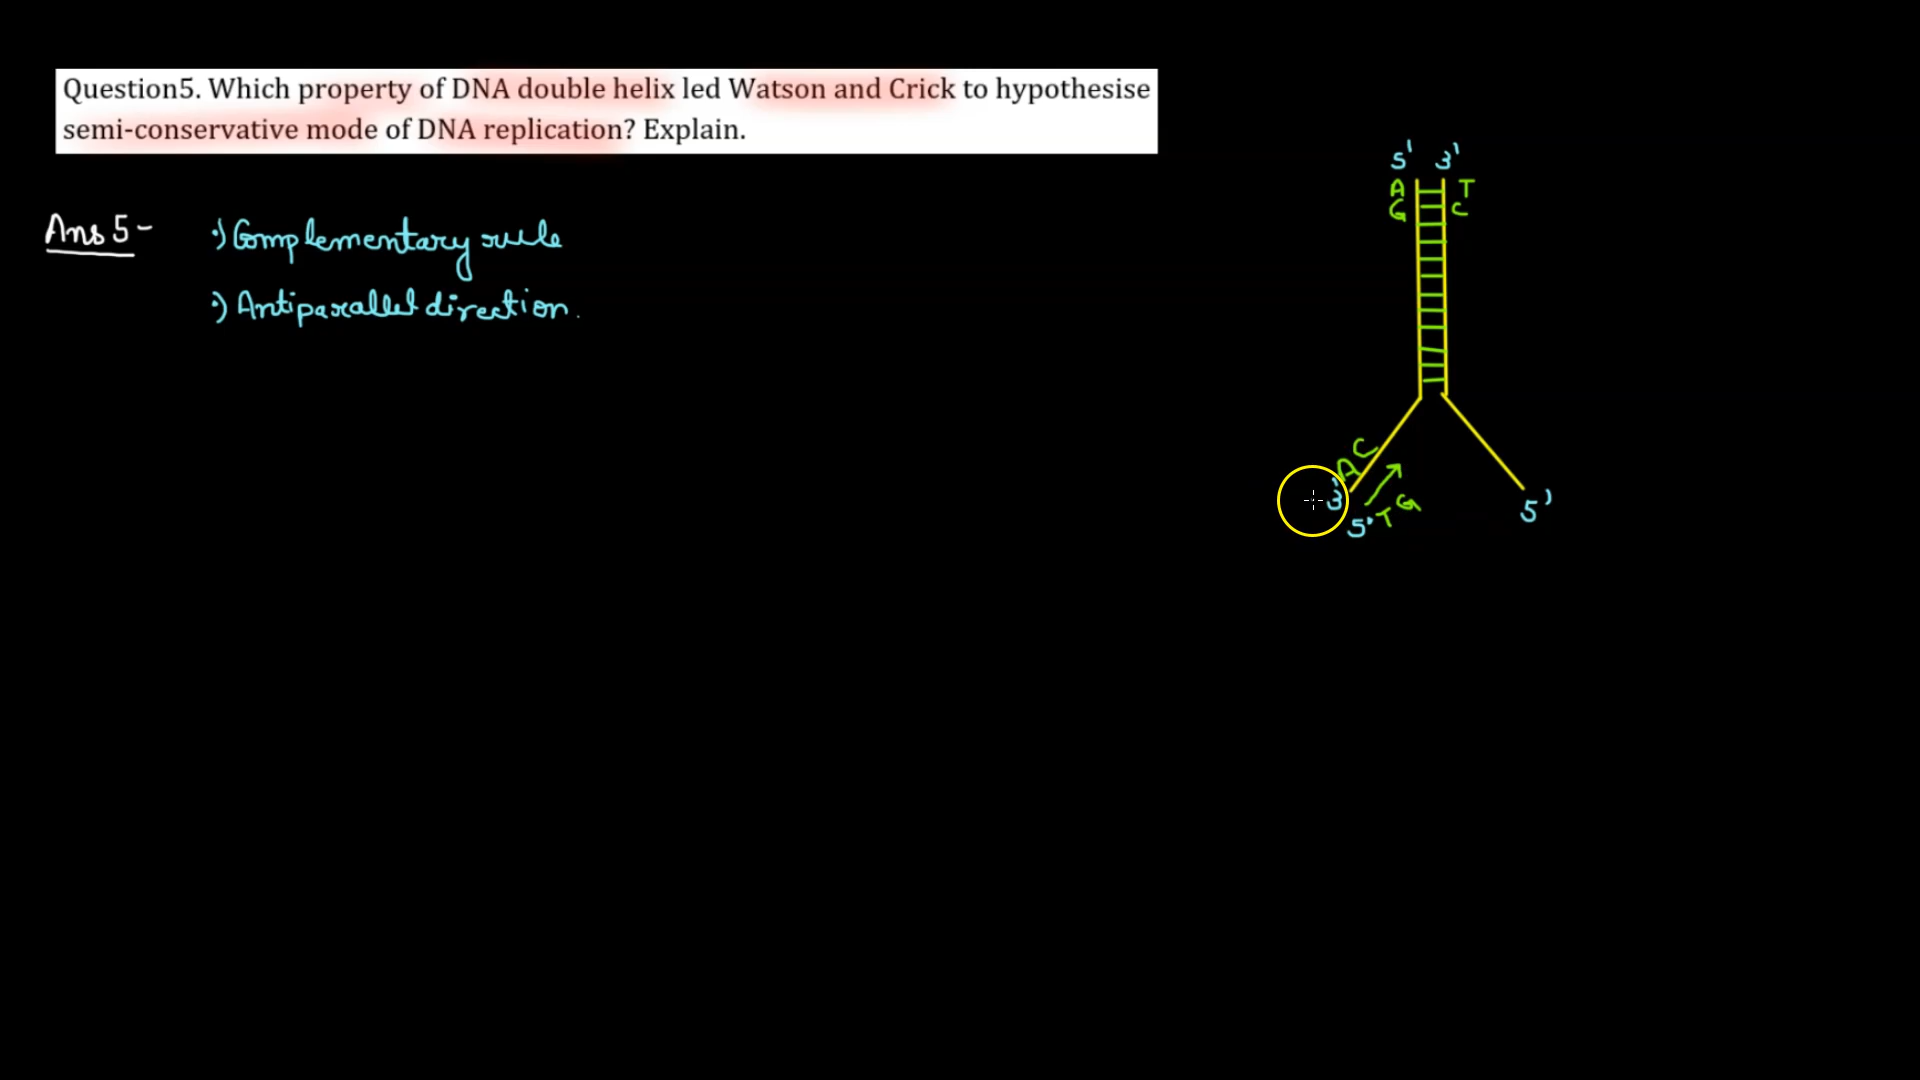 Question5. Which property of DNA double helix led Watson and Crick to hypothesise
semi-conservative mode of DNA replication? Explain.
Ans 5- •) Complementary rule
•) Antiparallel direction.
5' 3'
A T
G C
C
A
3'
5' T G
5'